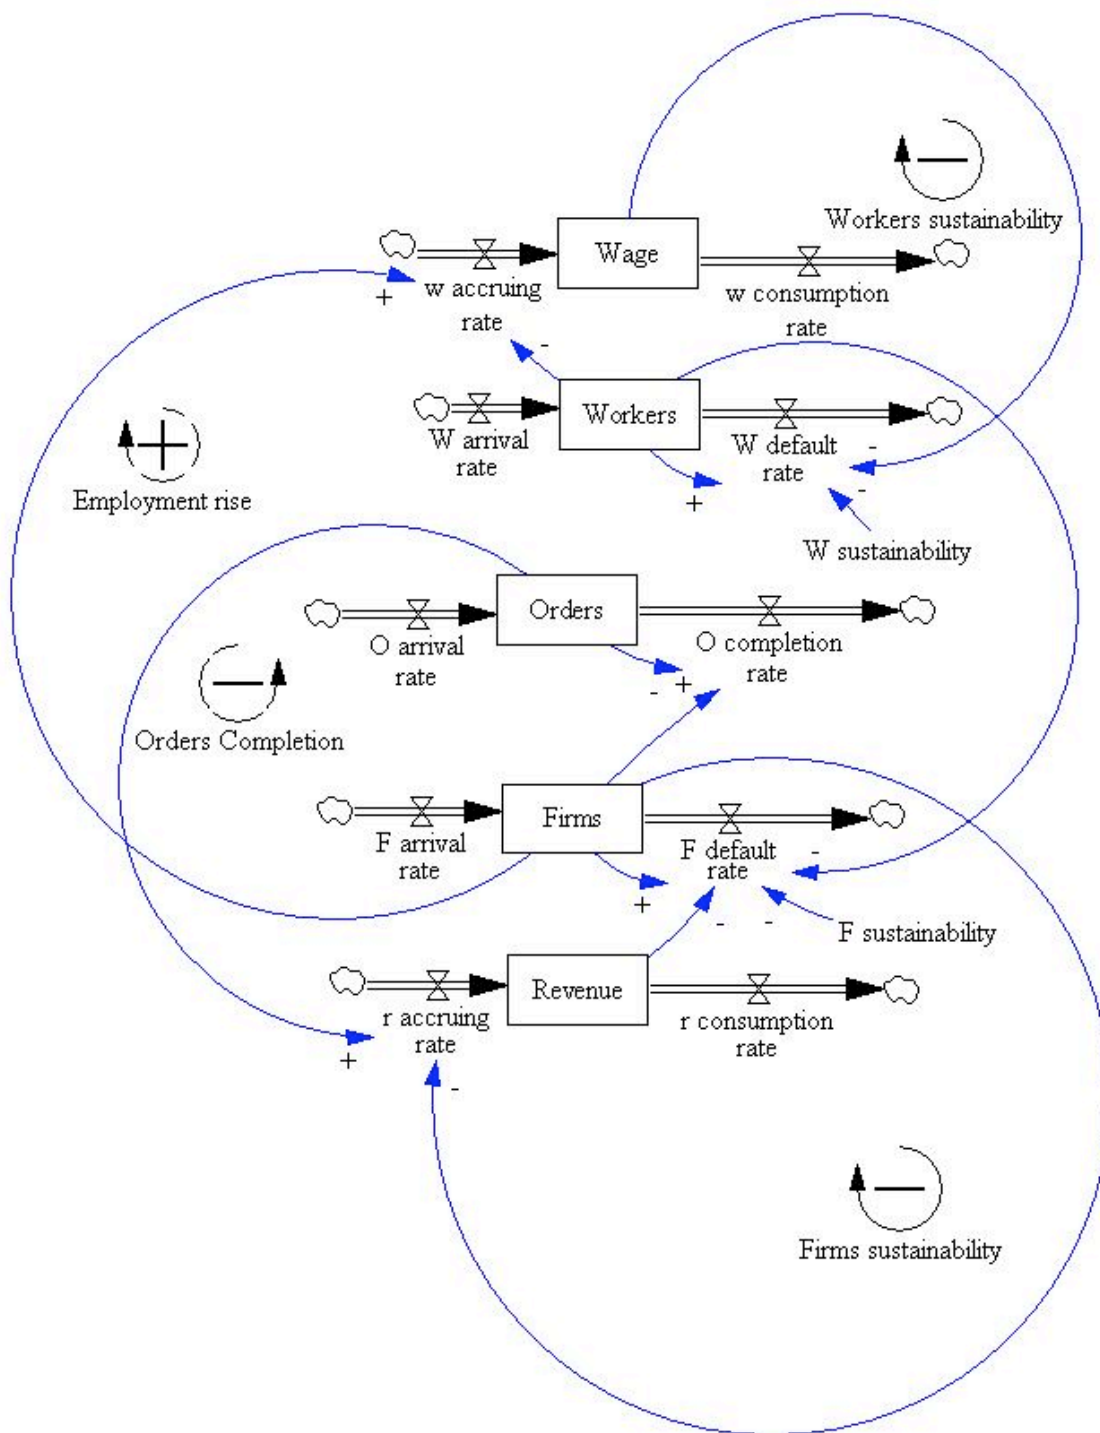 Workers sustainability
Wage
+
w accruing
rate
w consumption
rate
-
Workers
W arrival
rate
W default
rate
-
-
+
Employment rise
W sustainability
Orders
O arrival
rate
O completion
rate
- +
Orders Completion
Firms
F arrival
rate
F default
rate
-
+
-
-
F sustainability
Revenue
r accruing
rate
r consumption
rate
+
-
Firms sustainability